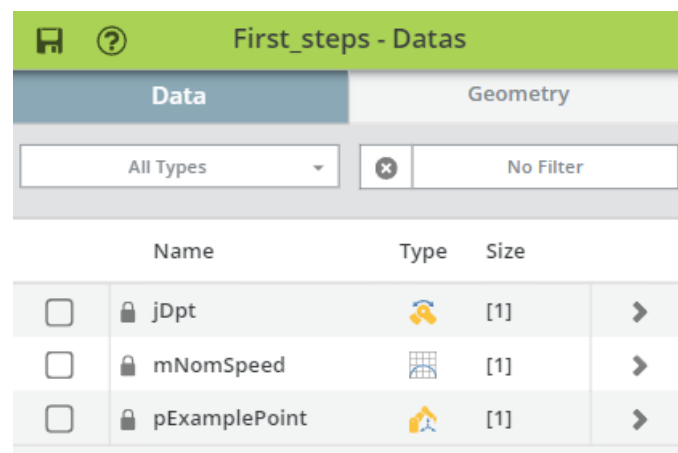 First_steps - Datas
Data Geometry
All Types No Filter
Name Type Size
jDpt [1]
mNomSpeed [1]
pExamplePoint [1]